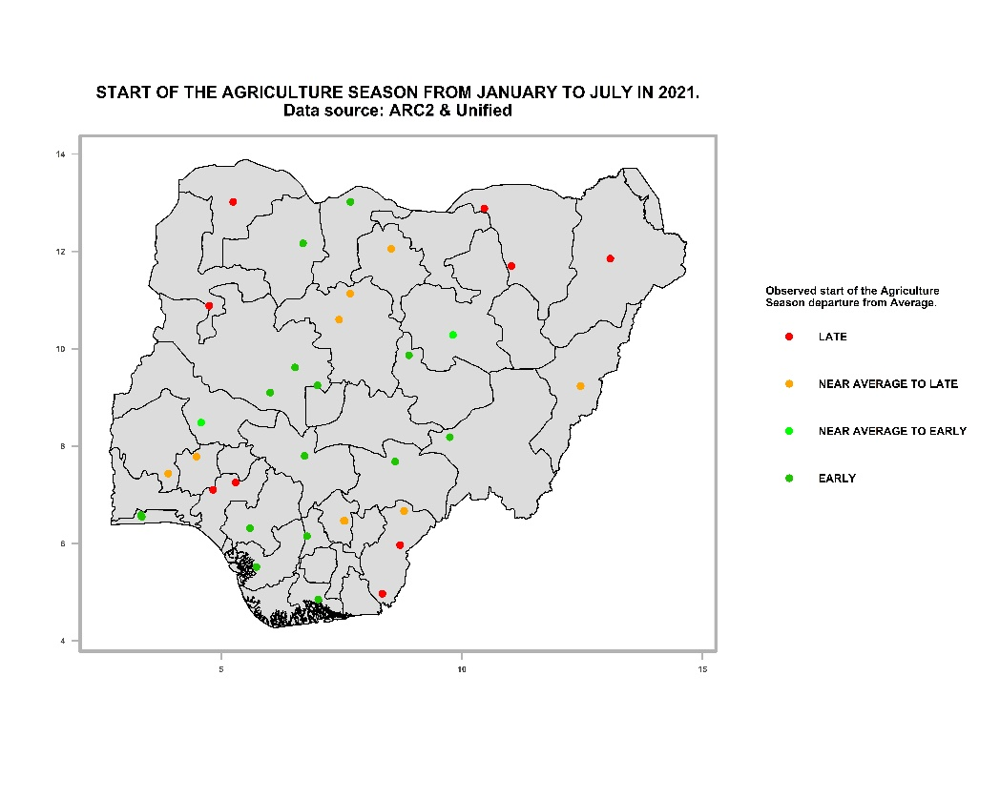 START OF THE AGRICULTURE SEASON FROM JANUARY TO JULY IN 2021.
Data source: ARC2 & Unified
14
12
10
8
6
4
5
10
15
Observed start of the Agriculture
Season departure from Average.
LATE
NEAR AVERAGE TO LATE
NEAR AVERAGE TO EARLY
EARLY